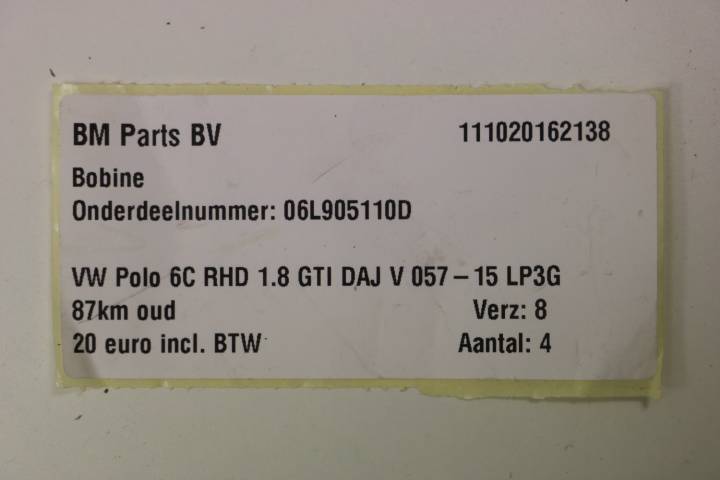 BM Parts BV 111020162138
Bobine
Onderdeelnummer: 06L905110D
VW Polo 6C RHD 1.8 GTI DAJ V 057 – 15 LP3G
87km oud Verz: 8
20 euro incl. BTW Aantal: 4